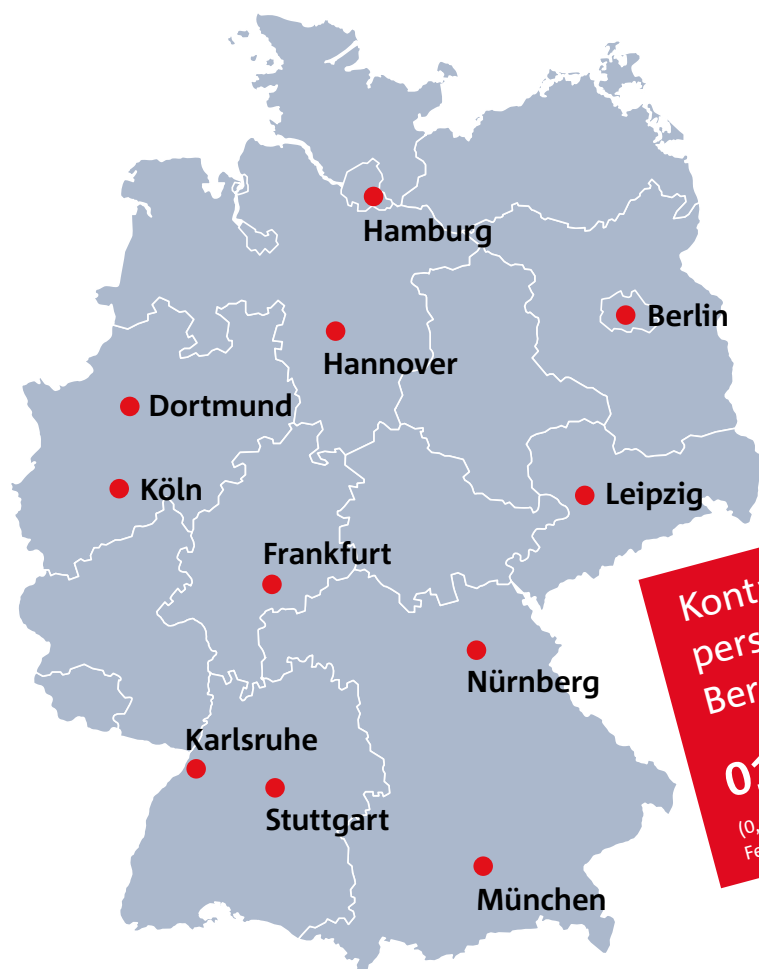 Hamburg
Berlin
Hannover
Dortmund
Köln
Leipzig
Frankfurt
Nürnberg
Karlsruhe
Stuttgart
München